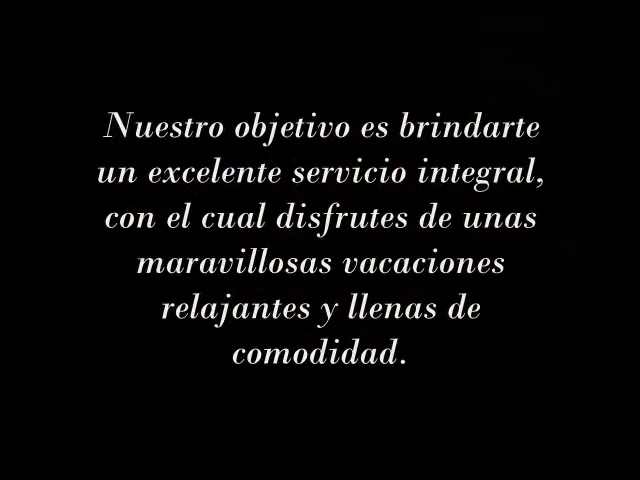 Nuestro objetivo es brindarte
un excelente servicio integral,
con el cual disfrutes de unas
maravillosas vacaciones
relajantes y llenas de
comodidad.